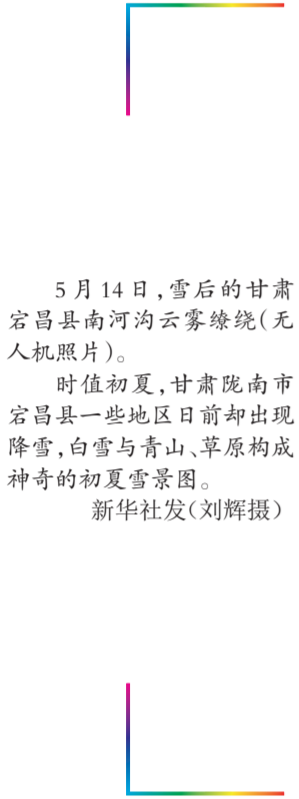 5月14日，雪后的甘肃
宕昌县南河沟云雾缭绕（无
人机照片）。
时值初夏，甘肃陇南市
宕昌县一些地区日前却出现
降雪，白雪与青山、草原构成
神奇的初夏雪景图。
新华社发（刘辉摄）